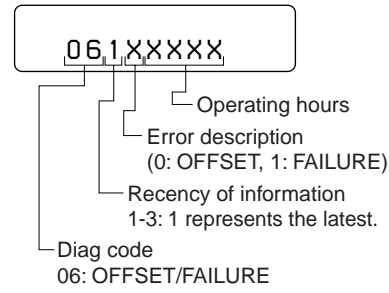 061XXXXX
Operating hours
Error description
(0: OFFSET, 1: FAILURE)
Recency of information
1-3: 1 represents the latest.
Diag code
06: OFFSET/FAILURE